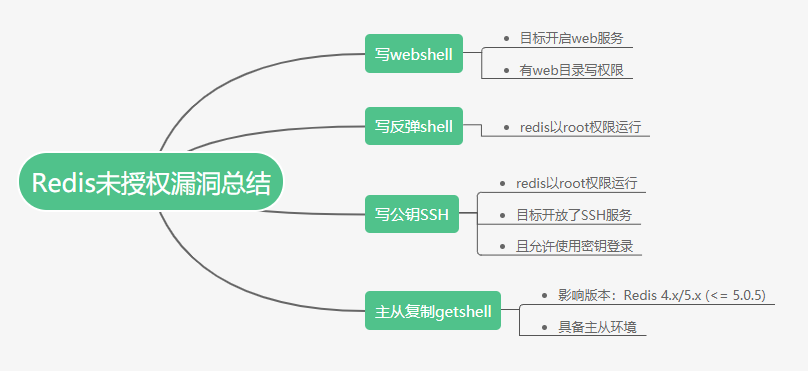 Redis未授权漏洞总结
写webshell
目标开启web服务
有web目录写权限
写反弹shell
redis以root权限运行
写公钥SSH
redis以root权限运行
目标开放了SSH服务
且允许使用密钥登录
主从复制getshell
影响版本：Redis 4.x/5.x (<= 5.0.5)
具备主从环境